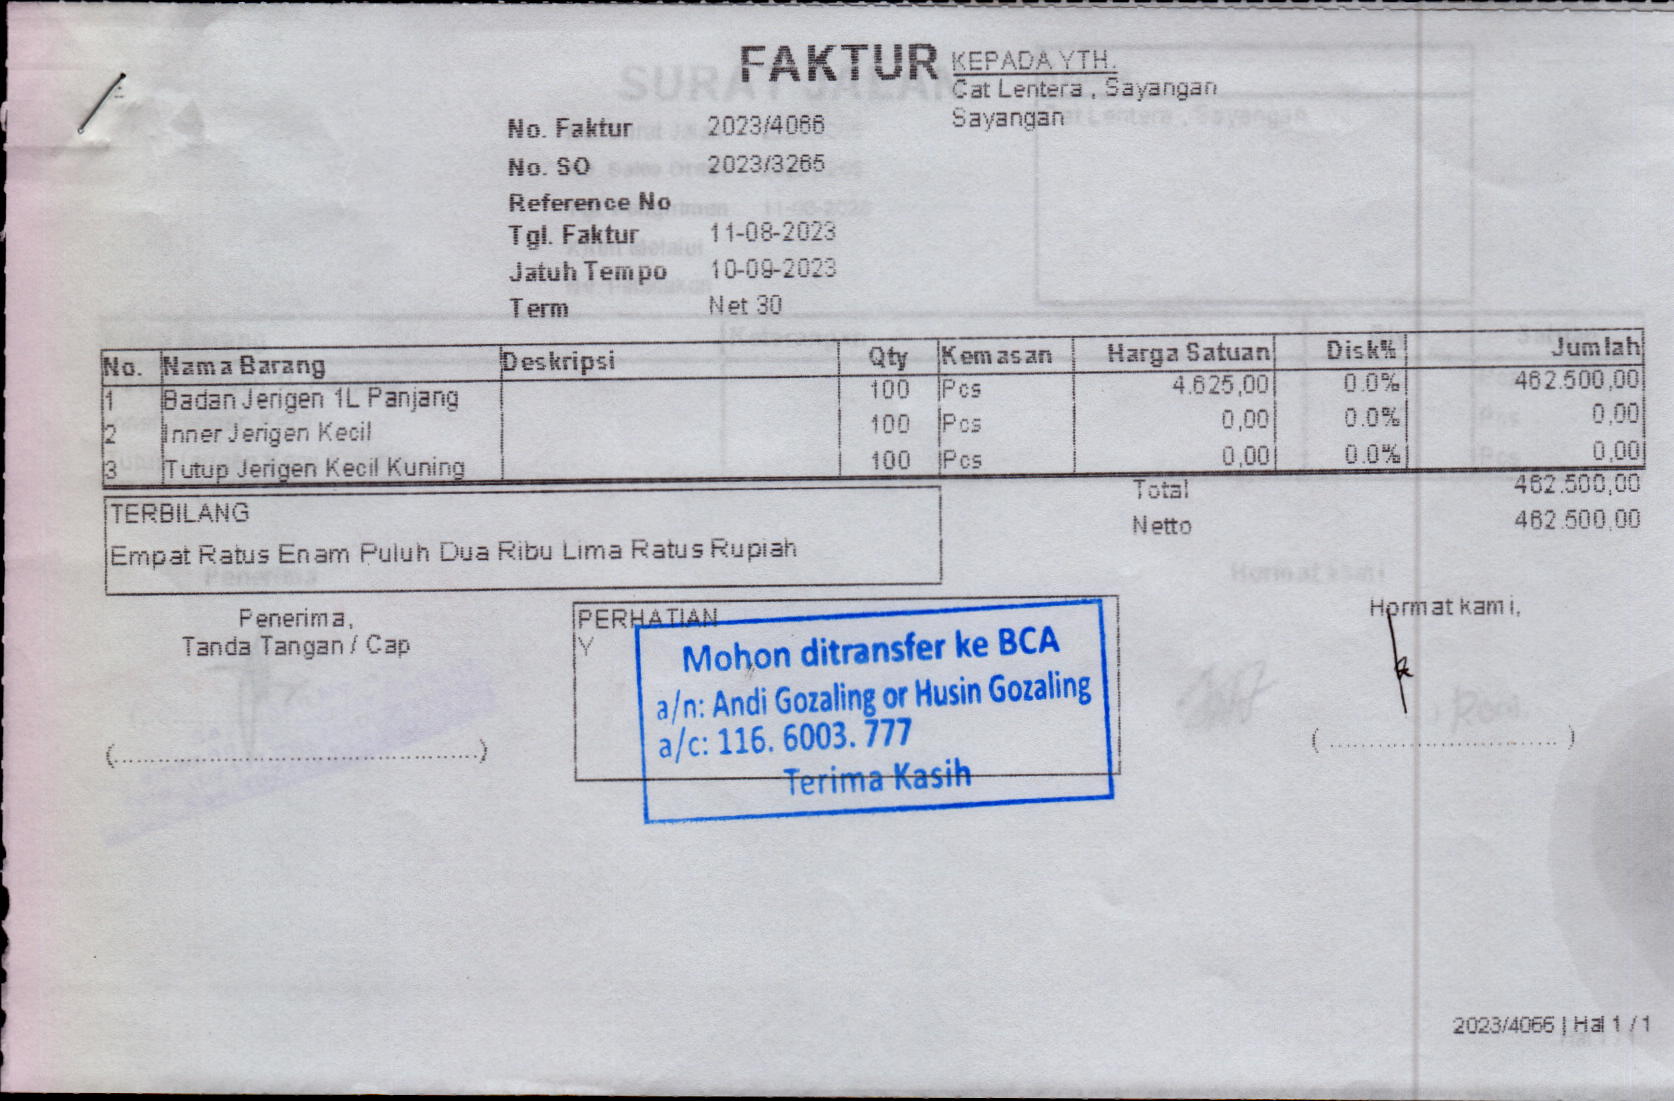 FAKTUR
KEPADA YTH.
Cat Lentera , Sayangan
Sayangan
No. Faktur 2023/4066
No. SO 2023/3265
Reference No
Tgl. Faktur 11-08-2023
Jatuh Tempo 10-09-2023
Term Net 30
No. Nama Barang Deskripsi Qty Kemasan Harga Satuan Disk% Jumlah
1 Badan Jerigen 1L Panjang 100 Pcs 4.625,00 0.0% 462.500,00
2 Inner Jerigen Kecil 100 Pcs 0,00 0.0% 0,00
3 Tutup Jerigen Kecil Kuning 100 Pcs 0,00 0.0% 0,00
Total 462.500,00
Netto 462.500,00
TERBILANG
Empat Ratus Enam Puluh Dua Ribu Lima Ratus Rupiah
Penerima,
Tanda Tangan / Cap
(................................................)
PERHATIAN
Y
Mohon ditransfer ke BCA
a/n: Andi Gozaling or Husin Gozaling
a/c: 116. 6003. 777
Terima Kasih
Hormat kami,
( .............................. )
2023/4066 | Hal 1 / 1